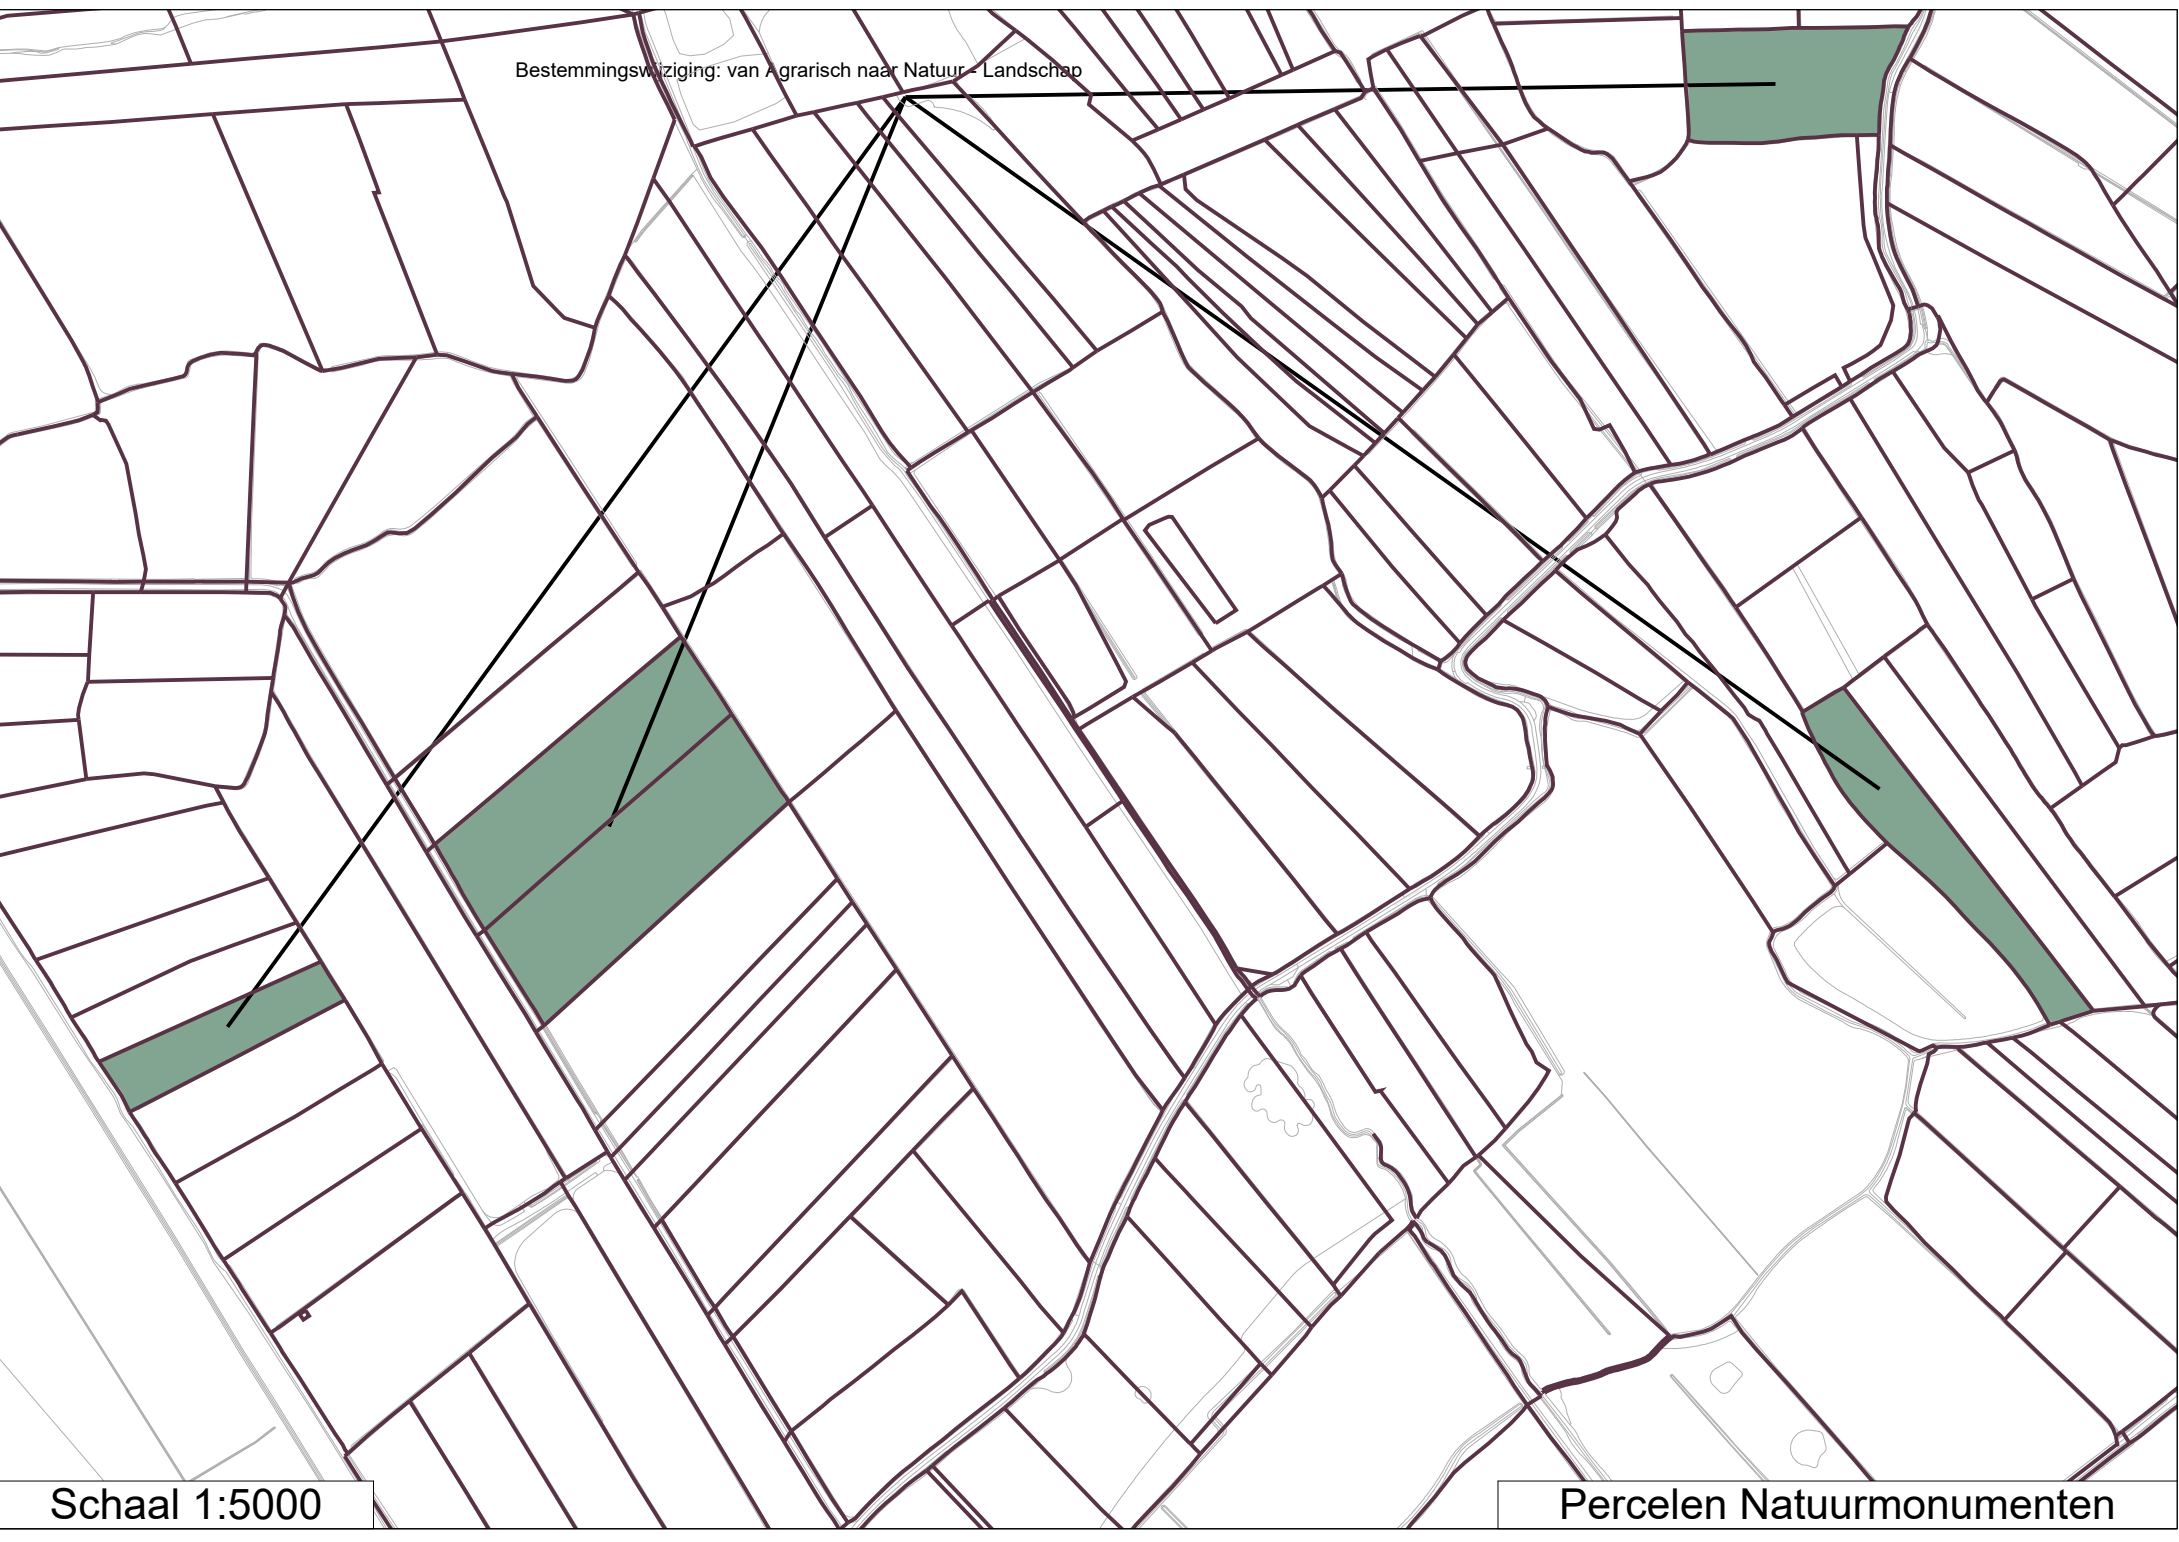 Bestemmingswijziging: van Agrarisch naar Natuur - Landschap
Schaal 1:5000
Percelen Natuurmonumenten